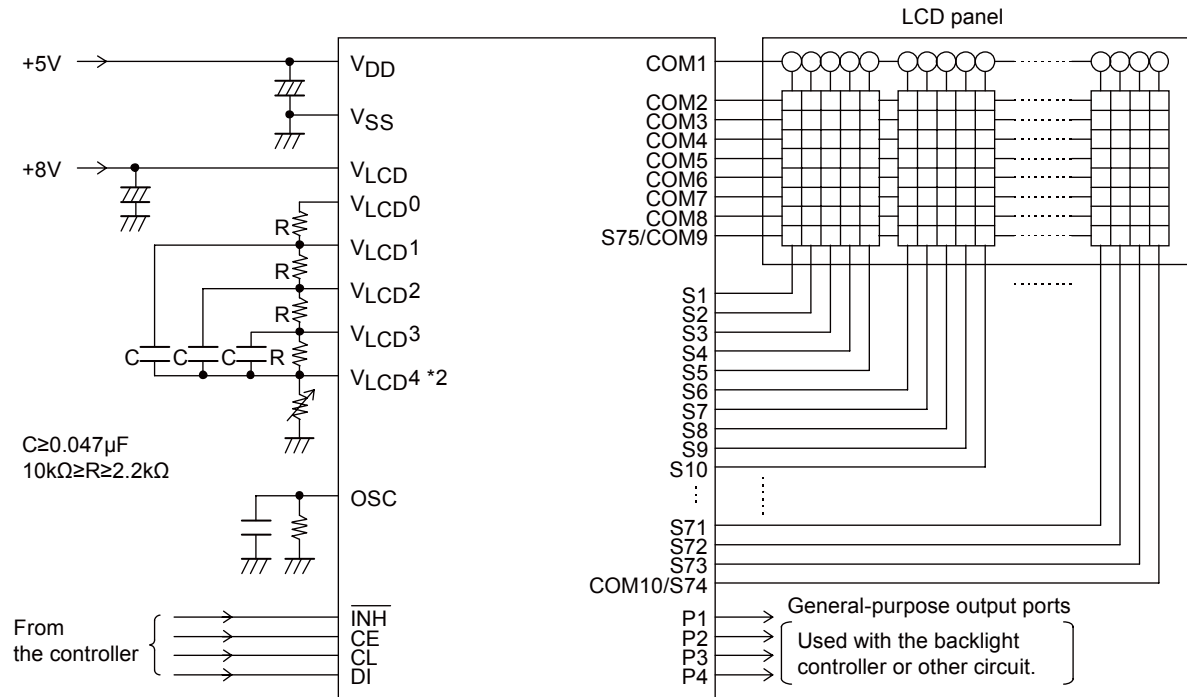 LCD panel
+5V
VDD
VSS
+8V
VLCD
VLCD0
R
VLCD1
R
VLCD2
R
VLCD3
C
C
C
R
VLCD4 *2
C≥0.047μF
10kΩ≥R≥2.2kΩ
OSC
From
the controller
INH
CE
CL
DI
COM1
COM2
COM3
COM4
COM5
COM6
COM7
COM8
S75/COM9
S1
S2
S3
S4
S5
S6
S7
S8
S9
S10
S71
S72
S73
COM10/S74
P1
P2
P3
P4
General-purpose output ports
Used with the backlight
controller or other circuit.